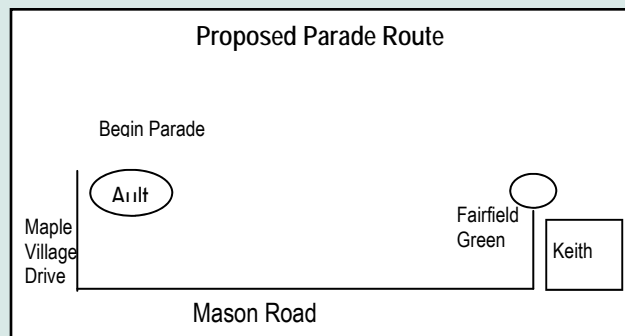 Proposed Parade Route
Begin Parade
Ault
Maple
Village
Drive
Fairfield
Green
Keith
Mason Road